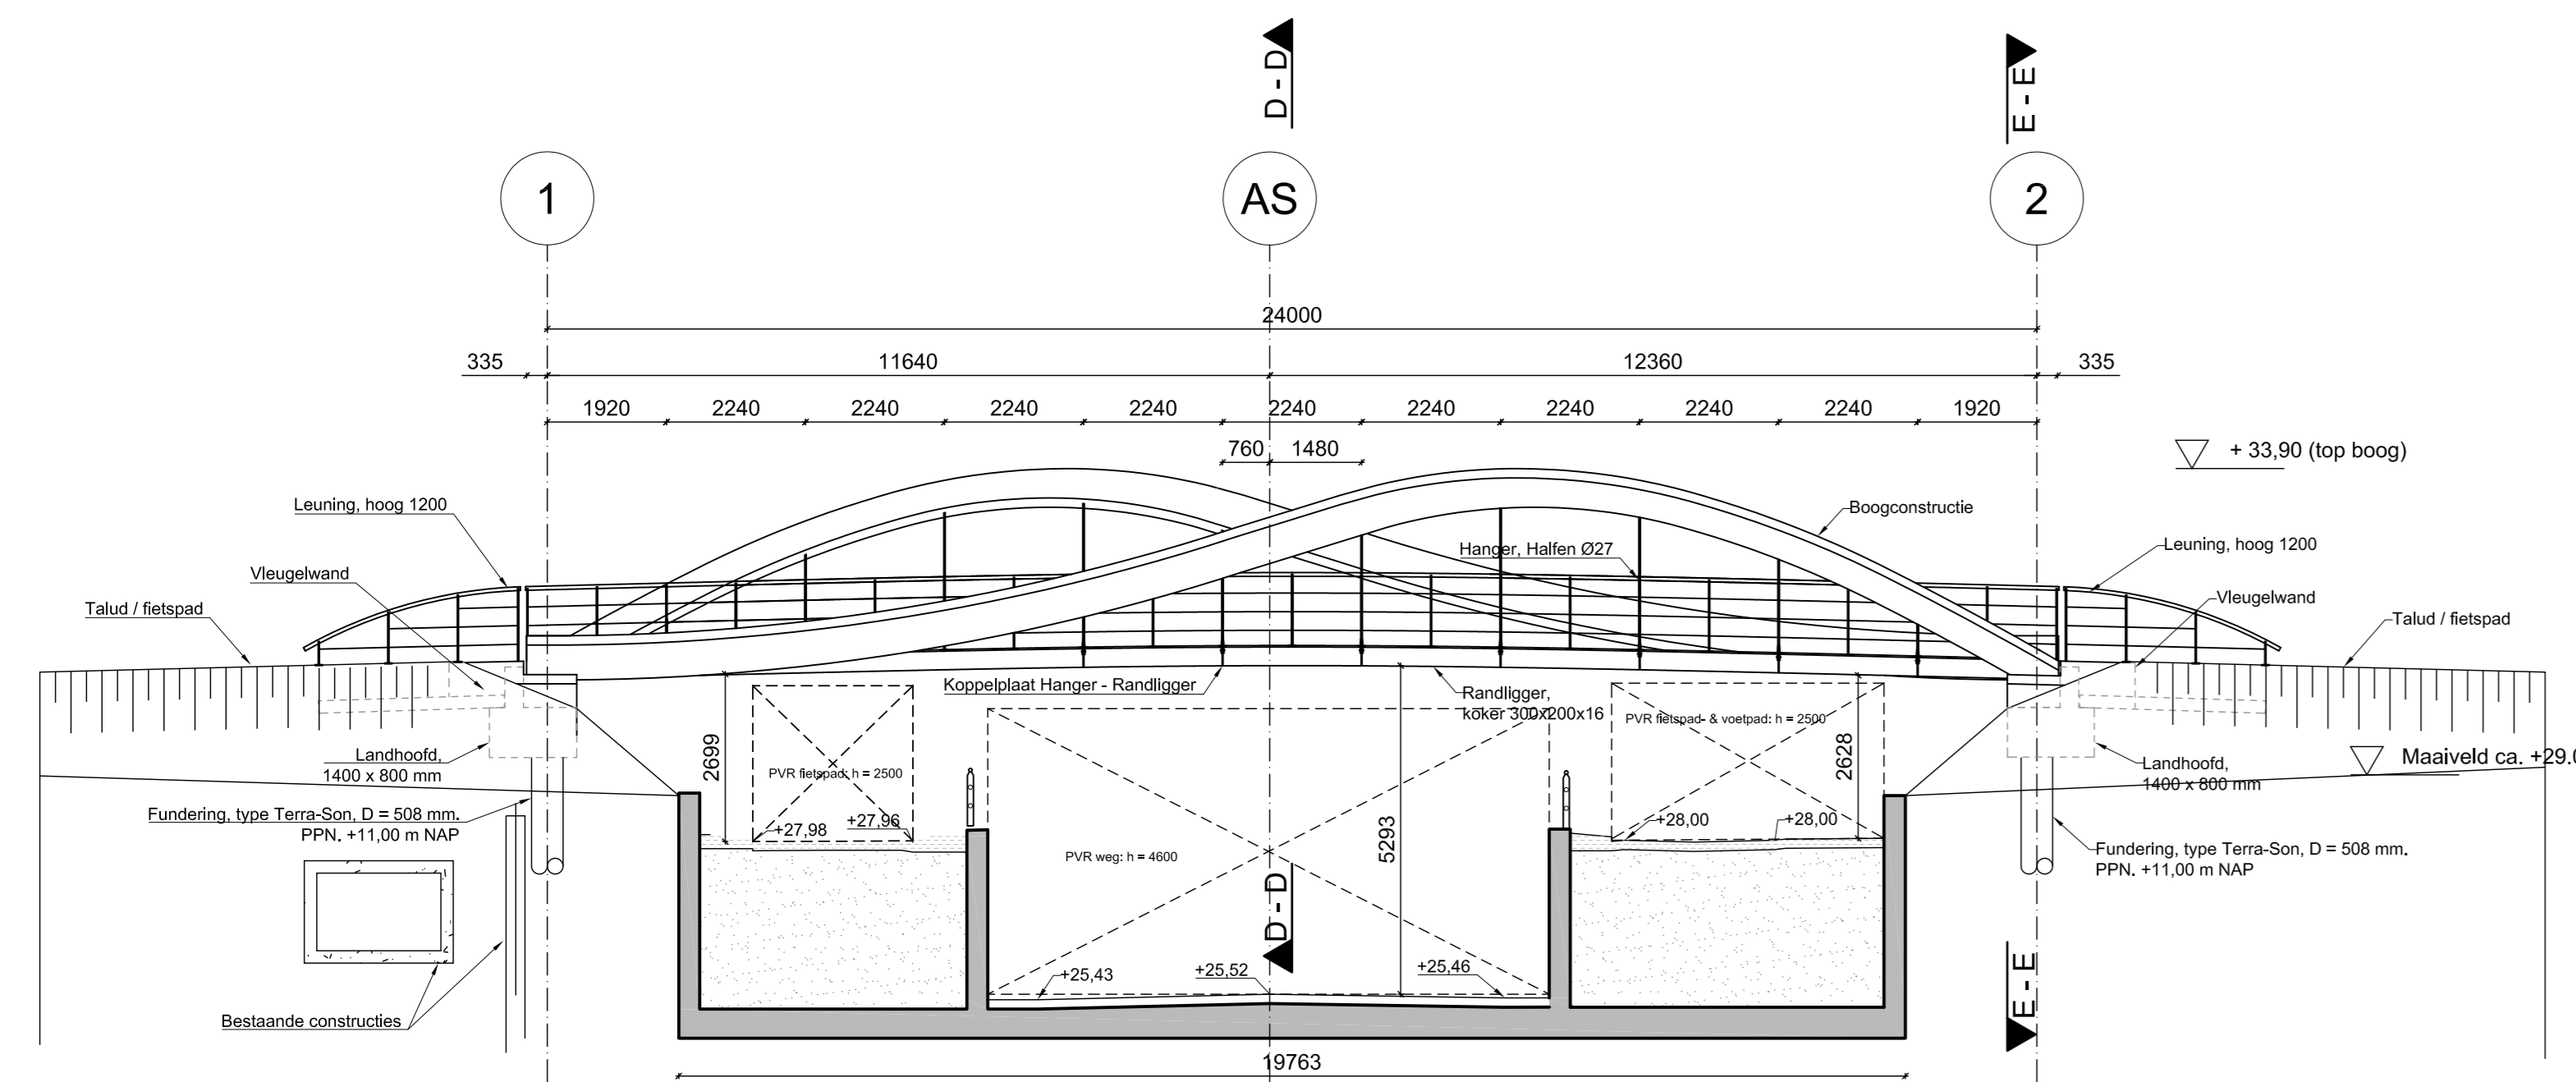 D - D
E - E
1
AS
2
24000
335
11640
12360
335
1920
2240
2240
2240
2240
2240
2240
2240
2240
2240
1920
760
1480
+ 33,90 (top boog)
Leuning, hoog 1200
Boogconstructie
Hanger, Halfen Ø27
Leuning, hoog 1200
Vleugelwand
Vleugelwand
Talud / fietspad
Talud / fietspad
Koppelplaat Hanger - Randligger
Randligger,
koker 300x200x16
PVR fietspad- & voetpad: h = 2500
2699
PVR fietspad: h = 2500
2628
Landhoofd,
1400 x 800 mm
Maaiveld ca. +29.0
Landhoofd,
1400 x 800 mm
Fundering, type Terra-Son, D = 508 mm.
PPN. +11,00 m NAP
+27,98
+27,96
+28,00
+28,00
5293
PVR weg: h = 4600
Fundering, type Terra-Son, D = 508 mm.
PPN. +11,00 m NAP
D - D
+25,43
+25,52
+25,46
E - E
Bestaande constructies
19763